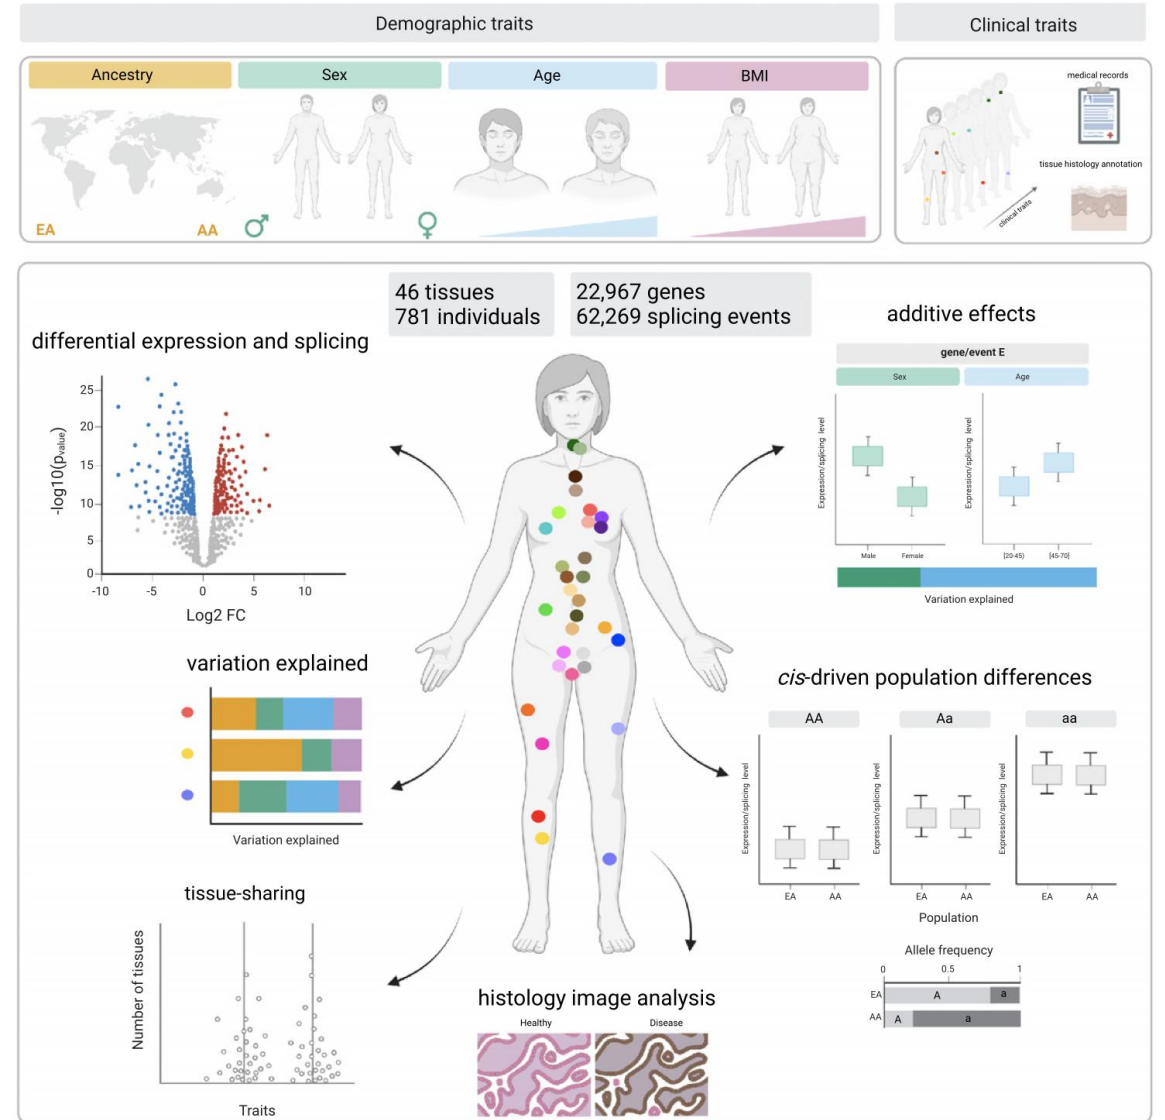 Demographic traits
Clinical traits
Ancestry
Sex
Age
BMI
EA
AA
medical records
tissue histology annotation
clinical traits
46 tissues
781 individuals
22,967 genes
62,269 splicing events
differential expression and splicing
-log10(pvalue)
25
20
15
10
5
0
-10
-5
0
5
10
Log2 FC
additive effects
gene/event E
Sex
Age
Expression/splicing level
Expression/splicing level
Male
Female
[20-45)
[45-70]
Variation explained
variation explained
Variation explained
cis-driven population differences
AA
Aa
aa
Expression/splicing level
Expression/splicing level
Expression/splicing level
EA
AA
EA
AA
EA
AA
Population
Allele frequency
0
0.5
1
EA
A
a
AA
A
a
tissue-sharing
Number of tissues
Traits
histology image analysis
Healthy
Disease